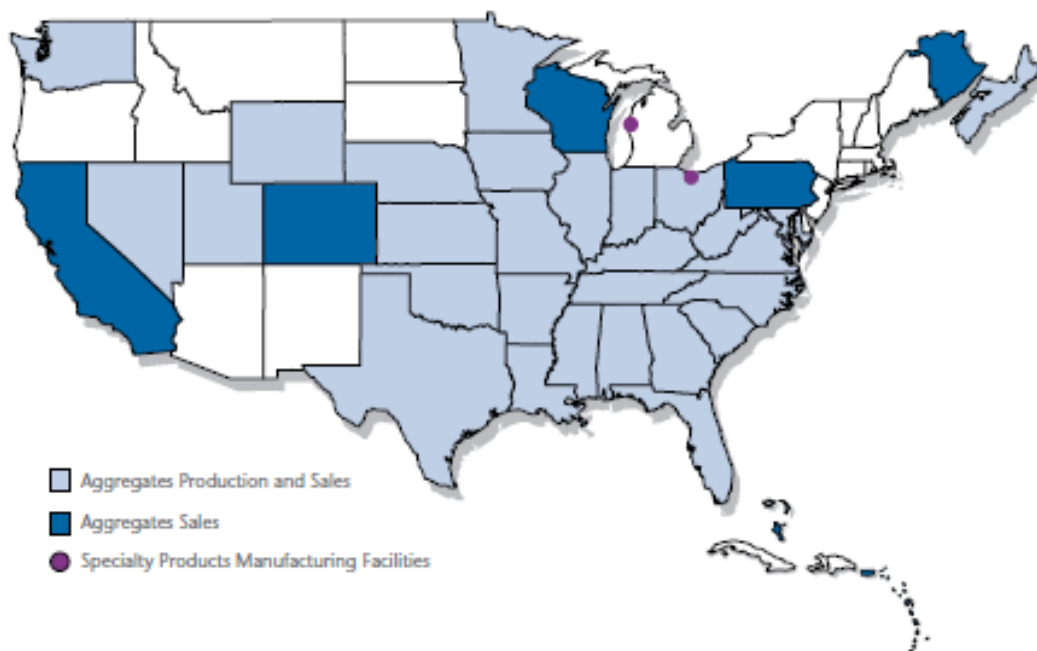 Aggregates Production and Sales
Aggregates Sales
Specialty Products Manufacturing Facilities